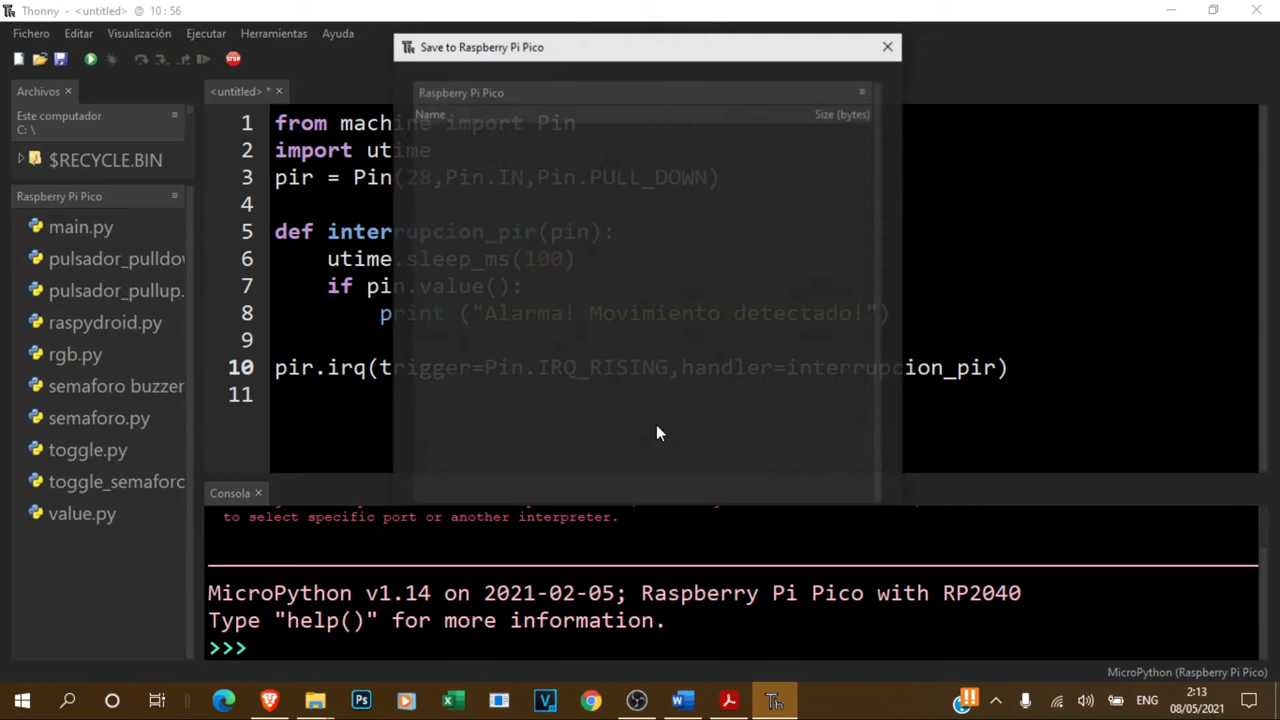 Thonny - <untitled> @ 10 : 56
Fichero Editar Visualización Ejecutar Herramientas Ayuda
STOP
Save to Raspberry Pi Pico
Raspberry Pi Pico
Name Size (bytes)
Archivos
Este computador
C: \
$RECYCLE.BIN
Raspberry Pi Pico
main.py
pulsador_pulldov
pulsador_pullup.
raspydroid.py
rgb.py
semaforo buzzer
semaforo.py
toggle.py
toggle_semaforc
value.py
<untitled> *
1 from machine import Pin
2 import utime
3 pir = Pin(28,Pin.IN,Pin.PULL_DOWN)
4
5 def interrupcion_pir(pin):
6 utime.sleep_ms(100)
7 if pin.value():
8 print ("Alarma! Movimiento detectado!")
9
10 pir.irq(trigger=Pin.IRQ_RISING,handler=interrupcion_pir)
11
Consola
to select specific port or another interpreter.
MicroPython v1.14 on 2021-02-05; Raspberry Pi Pico with RP2040
Type "help()" for more information.
>>>
MicroPython (Raspberry Pi Pico)
ENG
2:13
08/05/2021